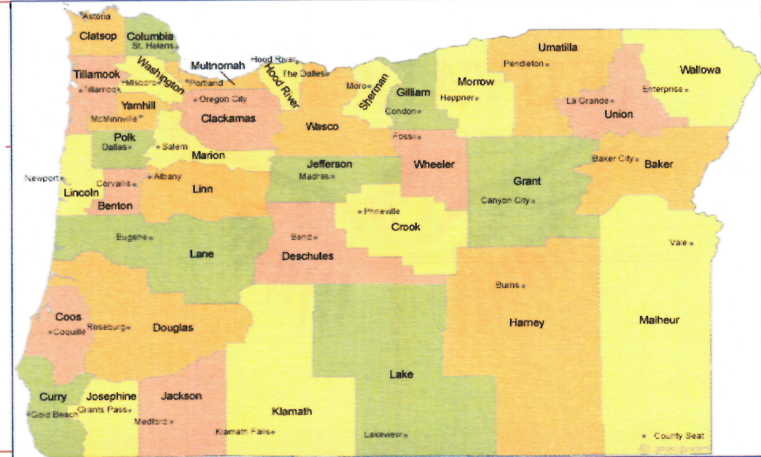 Astoria
Clatsop
Columbia
St. Helens
Tillamook
Tillamook
Washington
Hillsboro
Multnomah
Portland
Hood River
Hood River
The Dalles
Oregon City
Clackamas
Yamhill
McMinnville
Polk
Dallas
Salem
Marion
Wasco
Moro
Sherman
Gilliam
Condon
Morrow
Heppner
Umatilla
Pendleton
Wallowa
Enterprise
La Grande
Union
Newport
Lincoln
Corvallis
Benton
Albany
Linn
Jefferson
Madras
Fossil
Wheeler
Grant
Canyon City
Baker City
Baker
Eugene
Lane
Bend
Deschutes
Prineville
Crook
Vale
Burns
Harney
Malheur
Coos
Coquille
Roseburg
Douglas
Curry
Gold Beach
Josephine
Grants Pass
Jackson
Medford
Klamath
Klamath Falls
Lake
Lakeview
County Seat